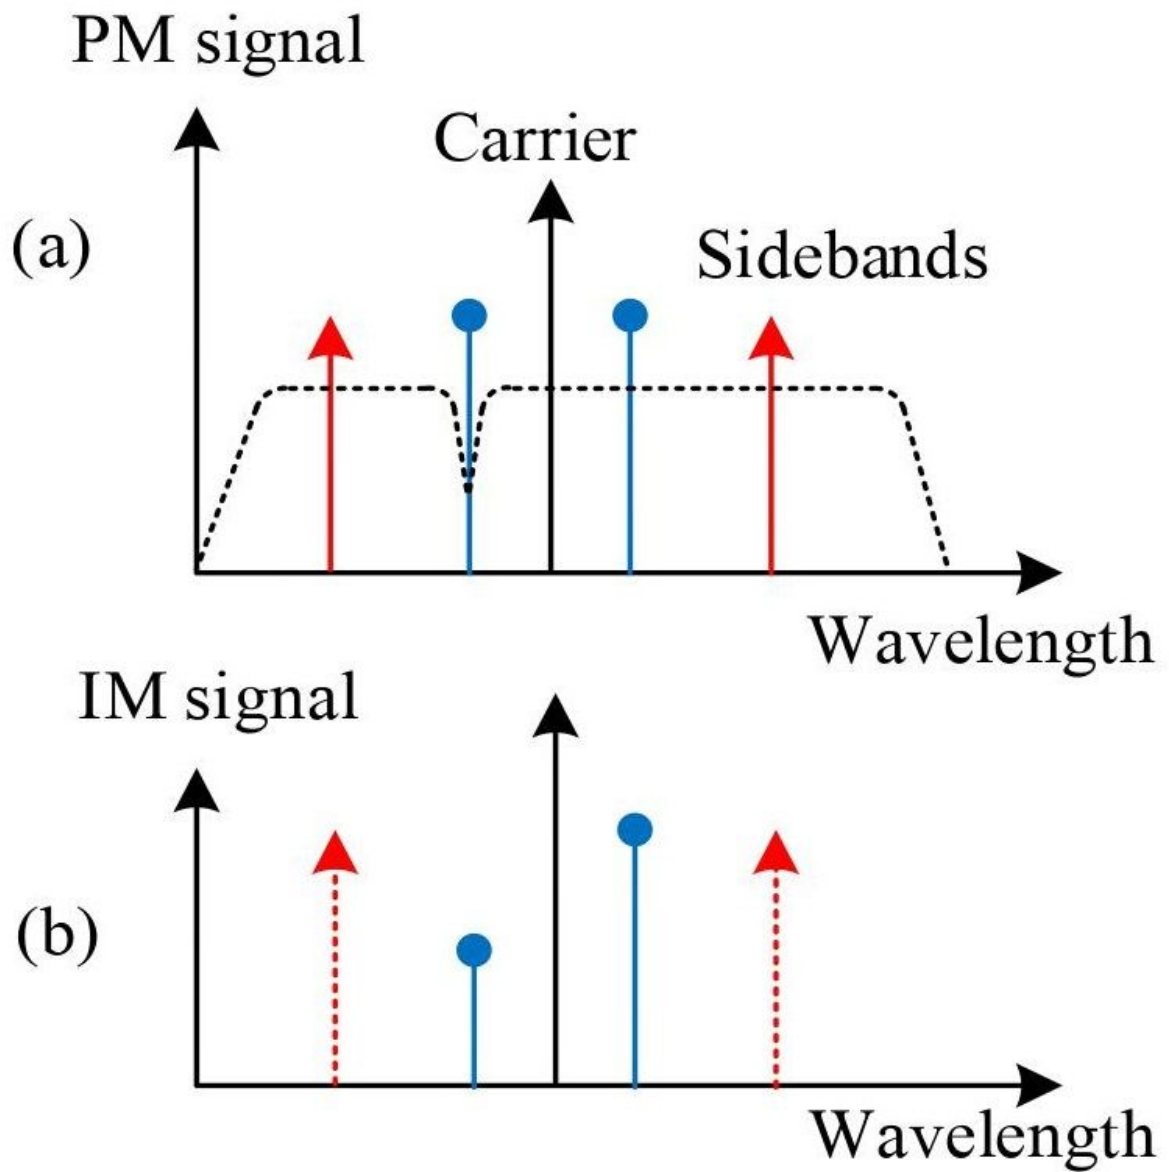 PM signal
Carrier
(a)
Sidebands
Wavelength
IM signal
(b)
Wavelength